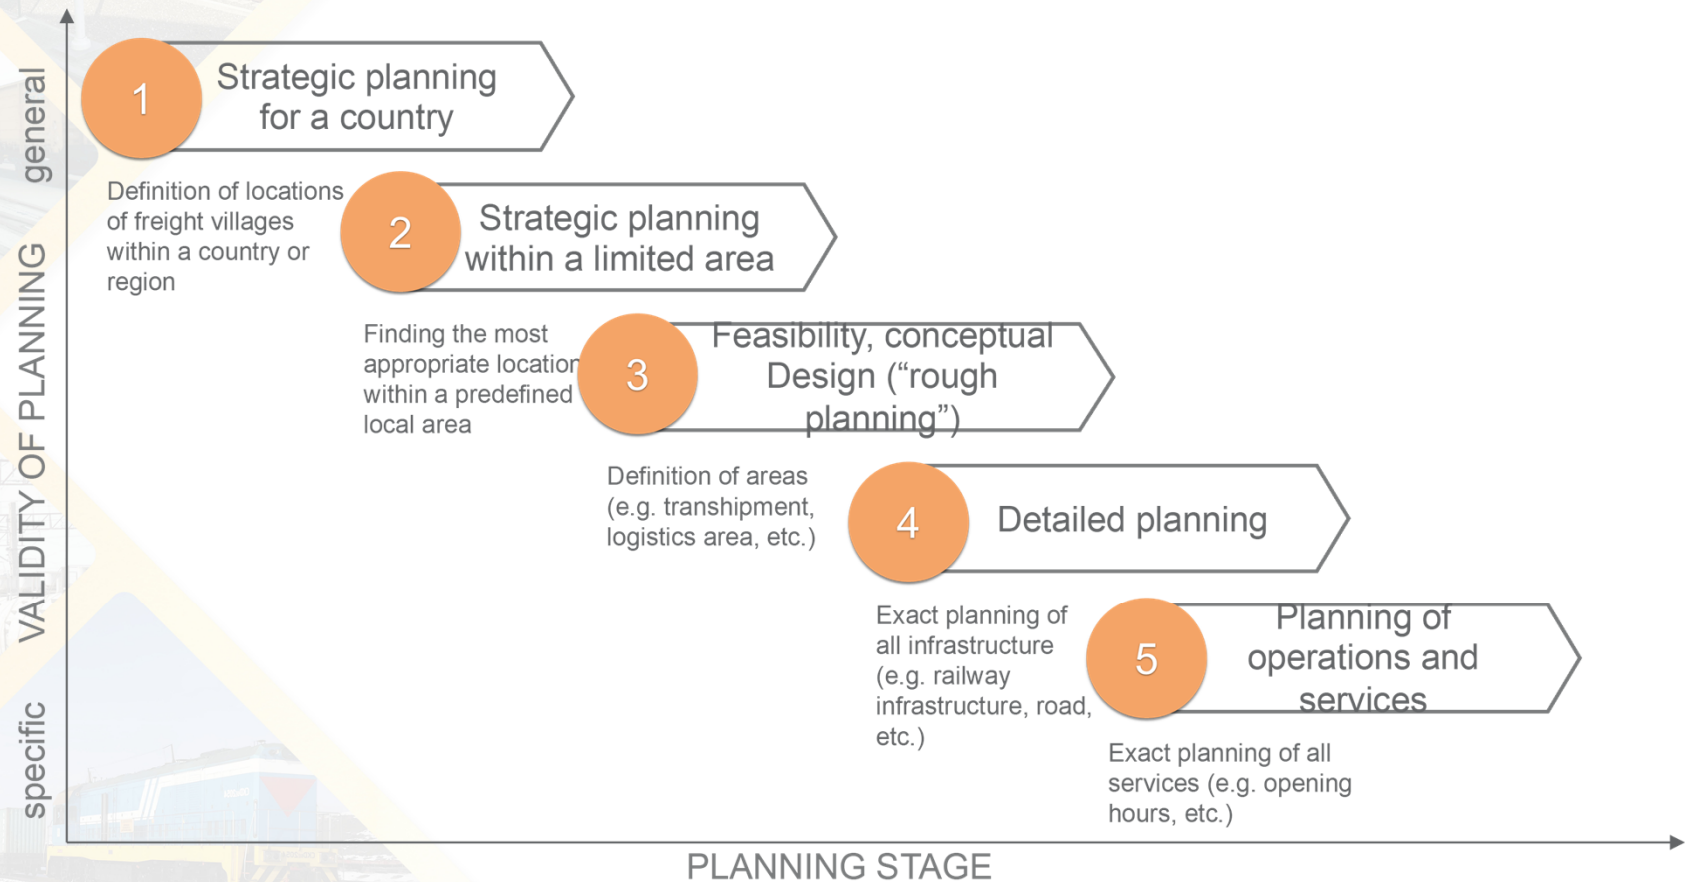 general
VALIDITY OF PLANNING
specific
1
Strategic planning
for a country
Definition of locations
of freight villages
within a country or
region
2
Strategic planning
within a limited area
Finding the most
appropriate location
within a predefined
local area
3
Feasibility, conceptual
Design (“rough
planning”)
Definition of areas
(e.g. transhipment,
logistics area, etc.)
4
Detailed planning
Exact planning of
all infrastructure
(e.g. railway
infrastructure, road,
etc.)
5
Planning of
operations and
services
Exact planning of all
services (e.g. opening
hours, etc.)
PLANNING STAGE